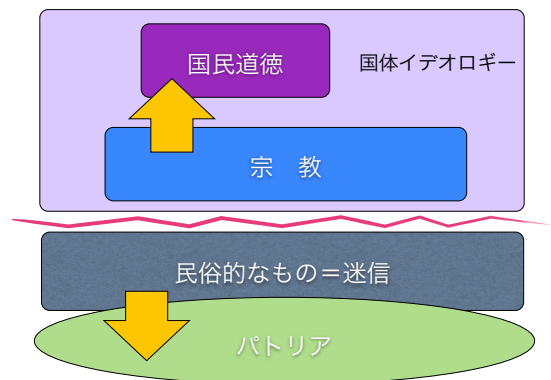 国民道徳
国体イデオロギー
宗　教
民俗的なもの＝迷信
パトリア